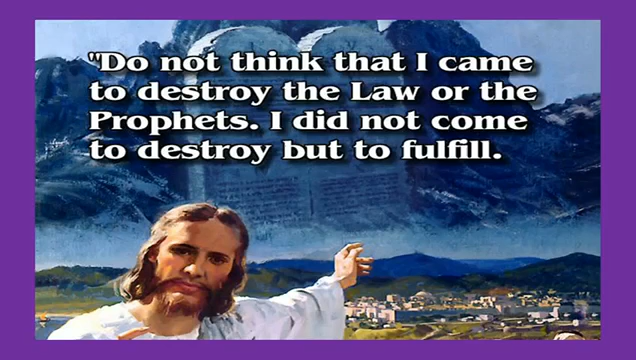 "Do not think that I came
to destroy the Law or the
Prophets. I did not come
to destroy but to fulfill.